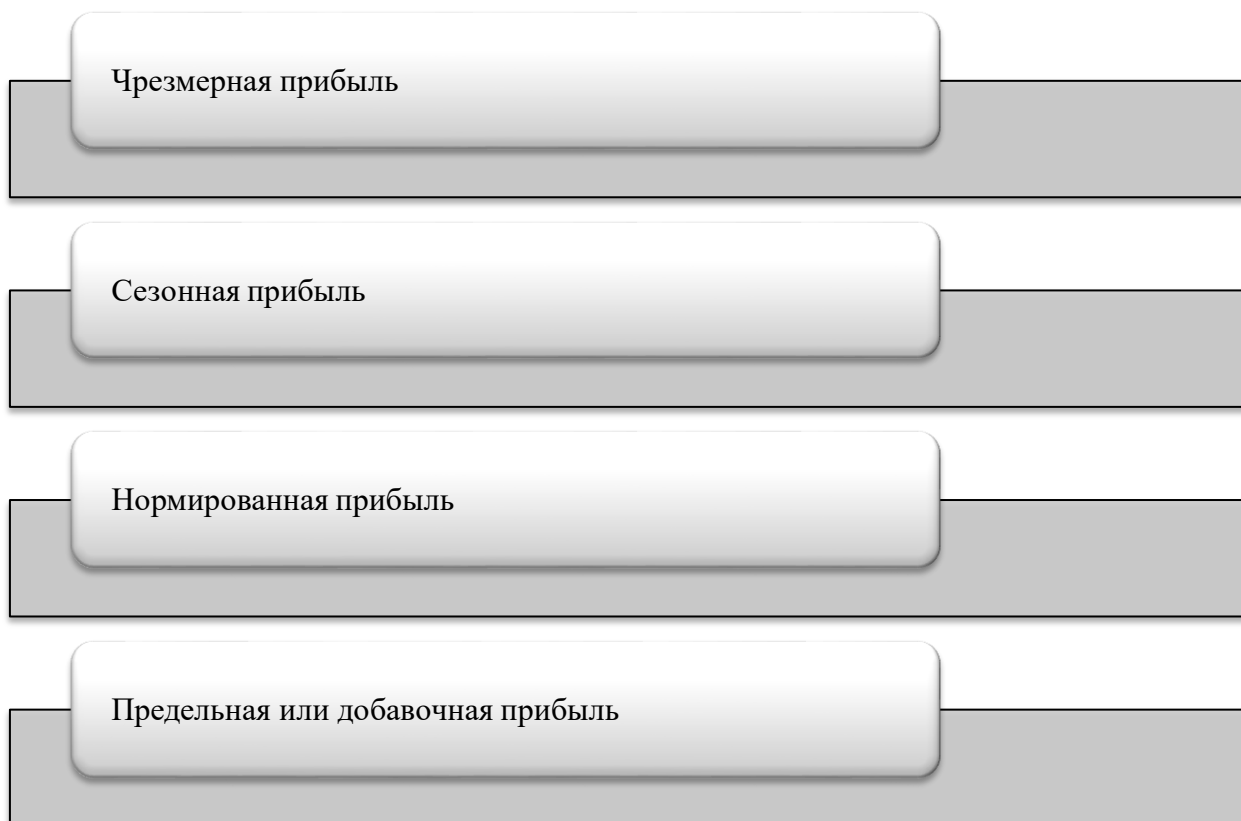 Чрезмерная прибыль
Сезонная прибыль
Нормированная прибыль
Предельная или добавочная прибыль